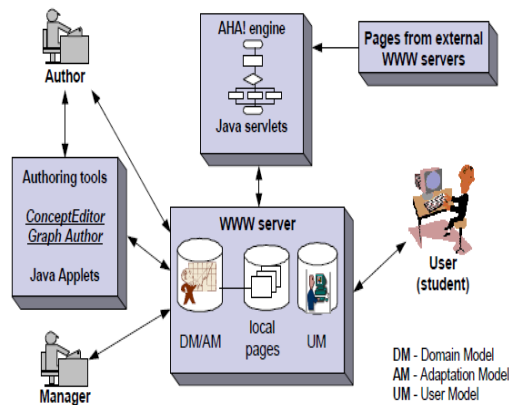 Author
AHA! engine
Java servlets
Pages from external
WWW servers
Authoring tools
ConceptEditor
Graph Author
Java Applets
WWW server
DM/AM
local
pages
UM
User
(student)
Manager
DM - Domain Model
AM - Adaptation Model
UM - User Model